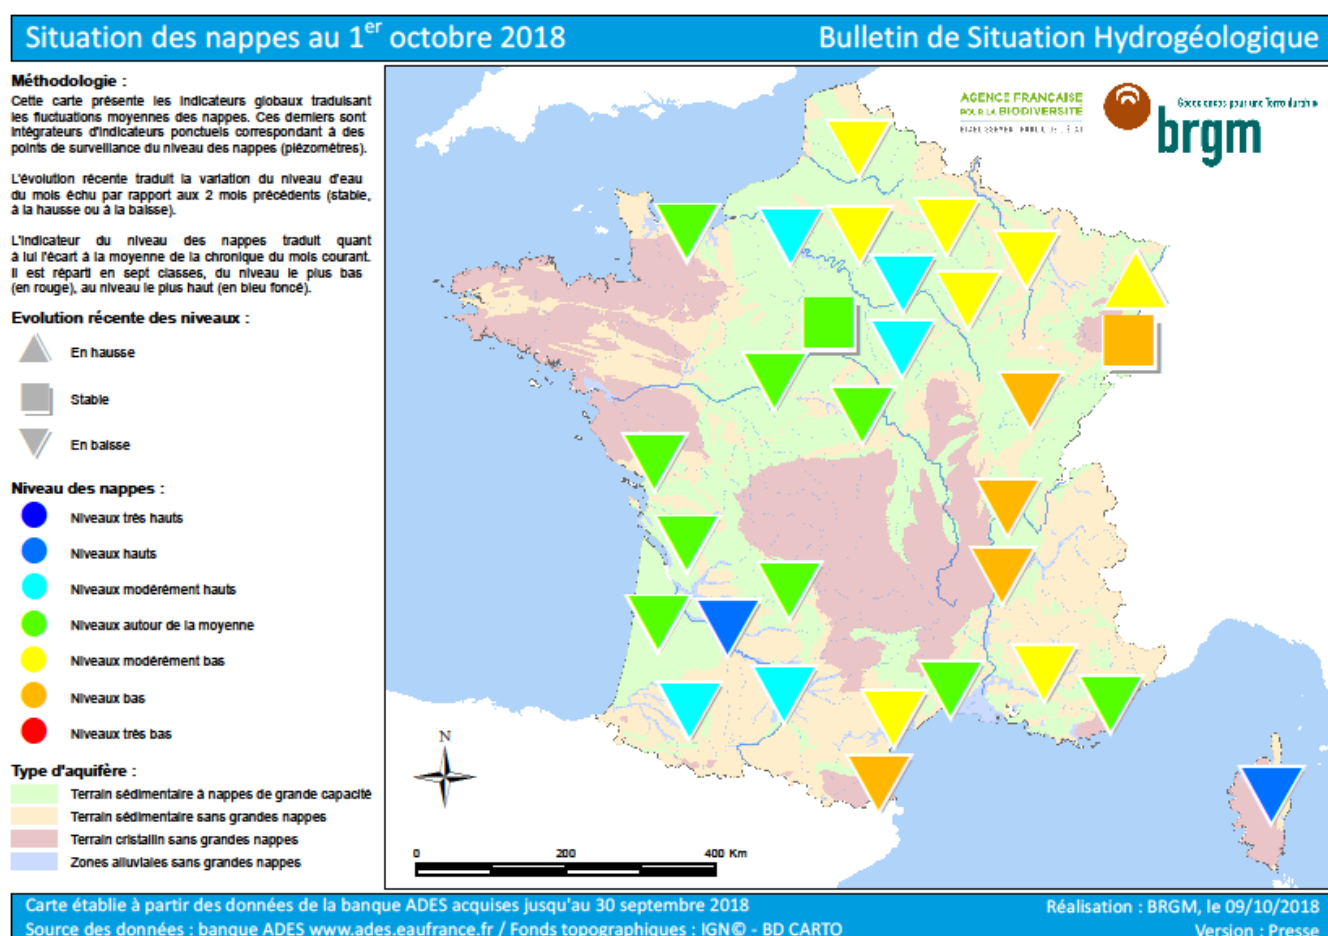 Situation des nappes au 1er octobre 2018
Bulletin de Situation Hydrogéologique
Méthodologie :
Cette carte présente les indicateurs globaux traduisant
les fluctuations moyennes des nappes. Ces derniers sont
intégrateurs d'indicateurs ponctuels correspondant à des
points de surveillance du niveau des nappes (piézomètres).
L'évolution récente traduit la variation du niveau d'eau
du mois échu par rapport aux 2 mois précédents (stable,
à la hausse ou à la baisse).
L'indicateur du niveau des nappes traduit quant
à lui l'écart à la moyenne de la chronique du mois courant.
Il est réparti en sept classes, du niveau le plus bas
(en rouge), au niveau le plus haut (en bleu foncé).
Evolution récente des niveaux :
En hausse
Stable
En baisse
Niveau des nappes :
Niveaux très hauts
Niveaux hauts
Niveaux modérément hauts
Niveaux autour de la moyenne
Niveaux modérément bas
Niveaux bas
Niveaux très bas
Type d'aquifère :
Terrain sédimentaire à nappes de grande capacité
Terrain sédimentaire sans grandes nappes
Terrain cristallin sans grandes nappes
Zones alluviales sans grandes nappes
AGENCE FRANÇAISE
POUR LA BIODIVERSITÉ
brgm
N
0 200 400 Km
Carte établie à partir des données de la banque ADES acquises jusqu'au 30 septembre 2018
Source des données : banque ADES www.ades.eaufrance.fr / Fonds topographiques : IGN© - BD CARTO
Réalisation : BRGM, le 09/10/2018
Version : Presse